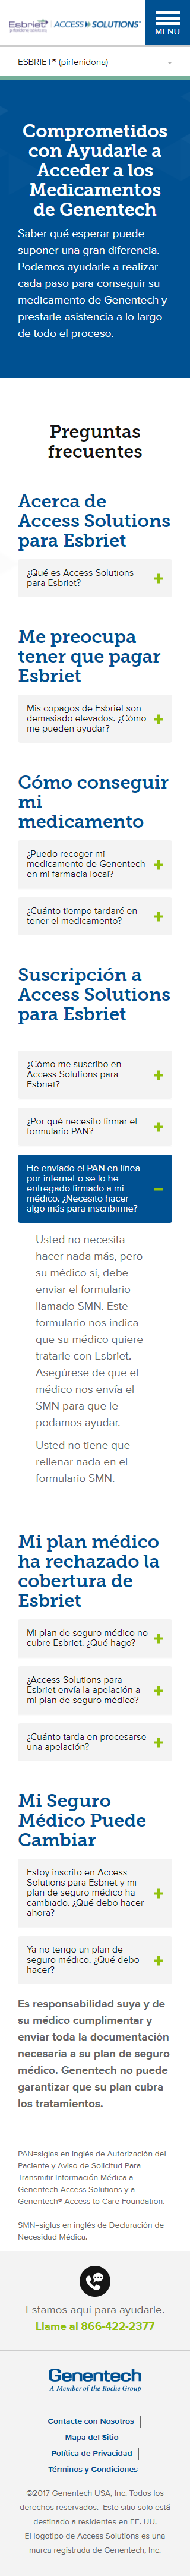 Esbriet
ACCESS SOLUTIONS®
MENU
ESBRIET® (pirfenidona)
Comprometidos
con Ayudarle a
Acceder a los
Medicamentos
de Genentech
Saber qué esperar puede
suponer una gran diferencia.
Podemos ayudarle a realizar
cada paso para conseguir su
medicamento de Genentech y
prestarle asistencia a lo largo
de todo el proceso.
Preguntas
frecuentes
Acerca de
Access Solutions
para Esbriet
¿Qué es Access Solutions
para Esbriet?
Me preocupa
tener que pagar
Esbriet
Mis copagos de Esbriet son
demasiado elevados. ¿Cómo
me pueden ayudar?
Cómo conseguir
mi
medicamento
¿Puedo recoger mi
medicamento de Genentech
en mi farmacia local?
¿Cuánto tiempo tardaré en
tener el medicamento?
Suscripción a
Access Solutions
para Esbriet
¿Cómo me suscribo en
Access Solutions para
Esbriet?
¿Por qué necesito firmar el
formulario PAN?
He enviado el PAN en línea
por internet o se lo he
entregado firmado a mi
médico. ¿Necesito hacer
algo más para inscribirme?
Usted no necesita
hacer nada más, pero
su médico sí, debe
enviar el formulario
llamado SMN. Este
formulario nos indica
que su médico quiere
tratarle con Esbriet.
Asegúrese de que el
médico nos envía el
SMN para que le
podamos ayudar.
Usted no tiene que
rellenar nada en el
formulario SMN.
Mi plan médico
ha rechazado la
cobertura de
Esbriet
Mi plan de seguro médico no
cubre Esbriet. ¿Qué hago?
¿Access Solutions para
Esbriet envía la apelación a
mi plan de seguro médico?
¿Cuánto tarda en procesarse
una apelación?
Mi Seguro
Médico Puede
Cambiar
Estoy inscrito en Access
Solutions para Esbriet y mi
plan de seguro médico ha
cambiado. ¿Qué debo hacer
ahora?
Ya no tengo un plan de
seguro médico. ¿Qué debo
hacer?
Es responsabilidad suya y de
su médico cumplimentar y
enviar toda la documentación
necesaria a su plan de seguro
médico. Genentech no puede
garantizar que su plan cubra
los tratamientos.
PAN=siglas en inglés de Autorización del
Paciente y Aviso de Solicitud Para
Transmitir Información Médica a
Genentech Access Solutions y a
Genentech® Access to Care Foundation.
SMN=siglas en inglés de Declaración de
Necesidad Médica.
Estamos aquí para ayudarle.
Llame al 866-422-2377
Genentech
A Member of the Roche Group
Contacte con Nosotros
Mapa del Sitio
Política de Privacidad
Términos y Condiciones
©2017 Genentech USA, Inc. Todos los
derechos reservados. Este sitio solo está
destinado a residentes en EE. UU.
El logotipo de Access Solutions es una
marca registrada de Genentech, Inc.